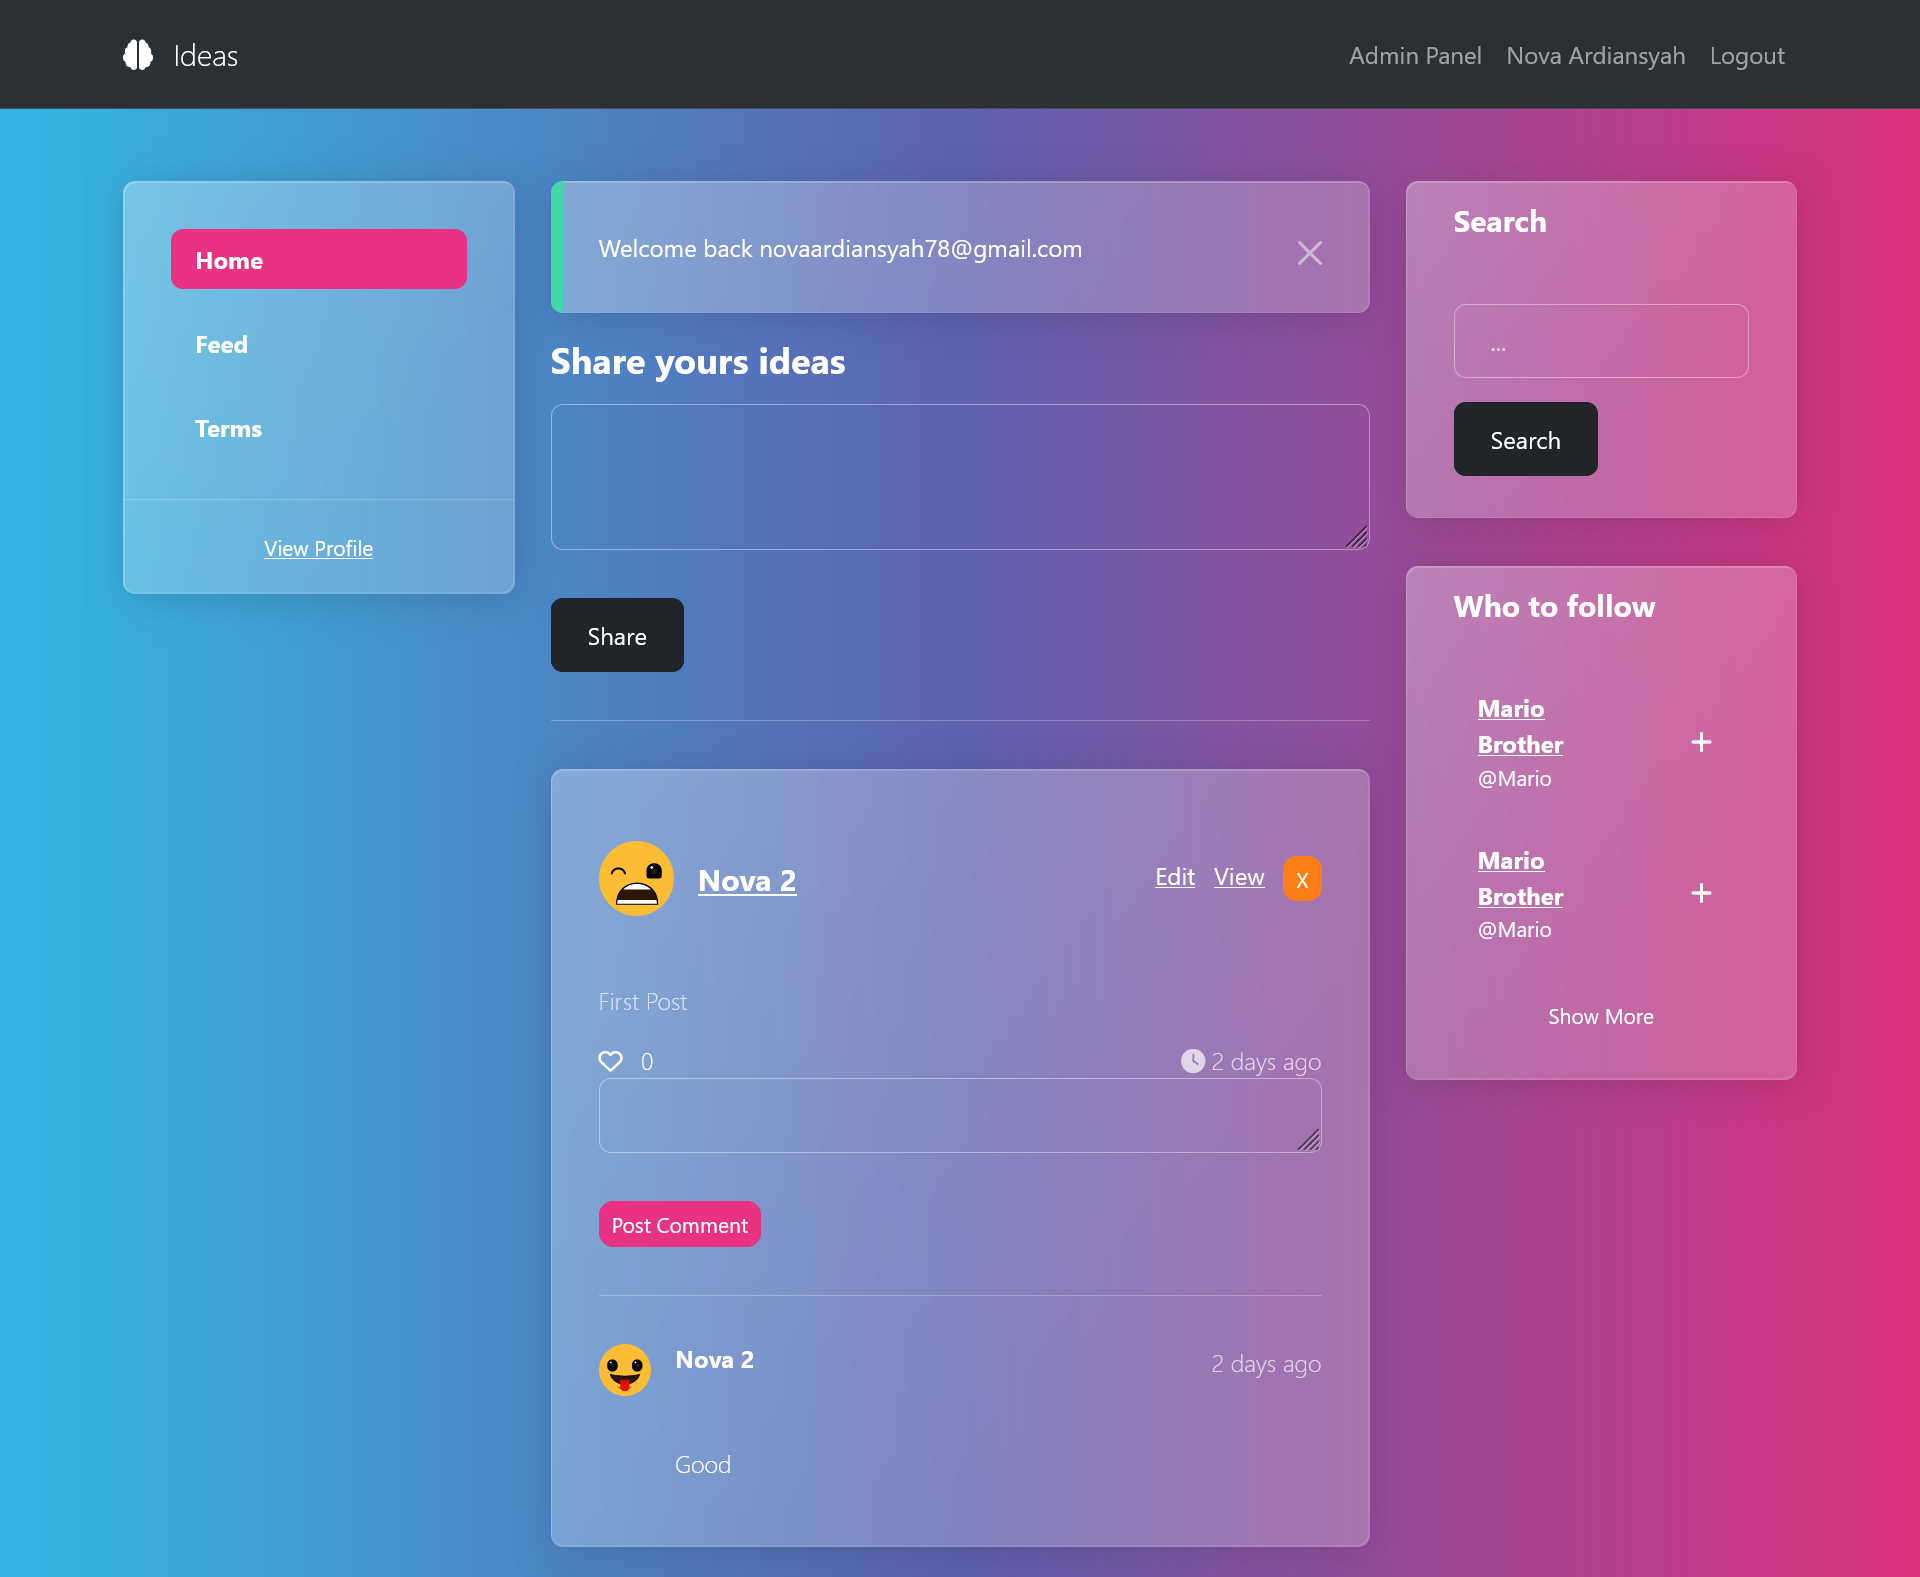 Ideas
Admin Panel Nova Ardiansyah Logout
Home
Feed
Terms
View Profile
Welcome back novaardiansyah78@gmail.com
Share yours ideas
Share
Nova 2
Edit View X
First Post
0
2 days ago
Post Comment
Nova 2
2 days ago
Good
Search
...
Search
Who to follow
Mario
Brother
@Mario
Mario
Brother
@Mario
Show More